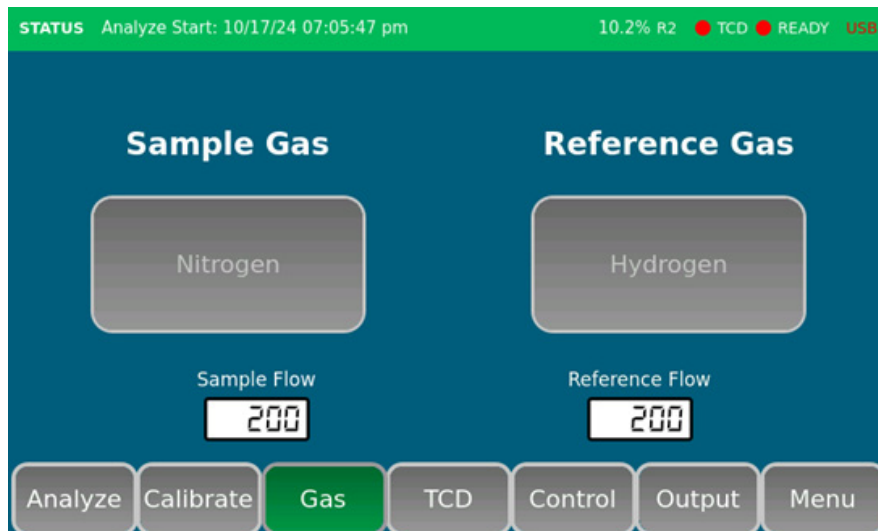 STATUS Analyze Start: 10/17/24 07:05:47 pm 10.2% R2 TCD READY USB
Sample Gas Reference Gas
Nitrogen Hydrogen
Sample Flow Reference Flow
200 200
Analyze Calibrate Gas TCD Control Output Menu